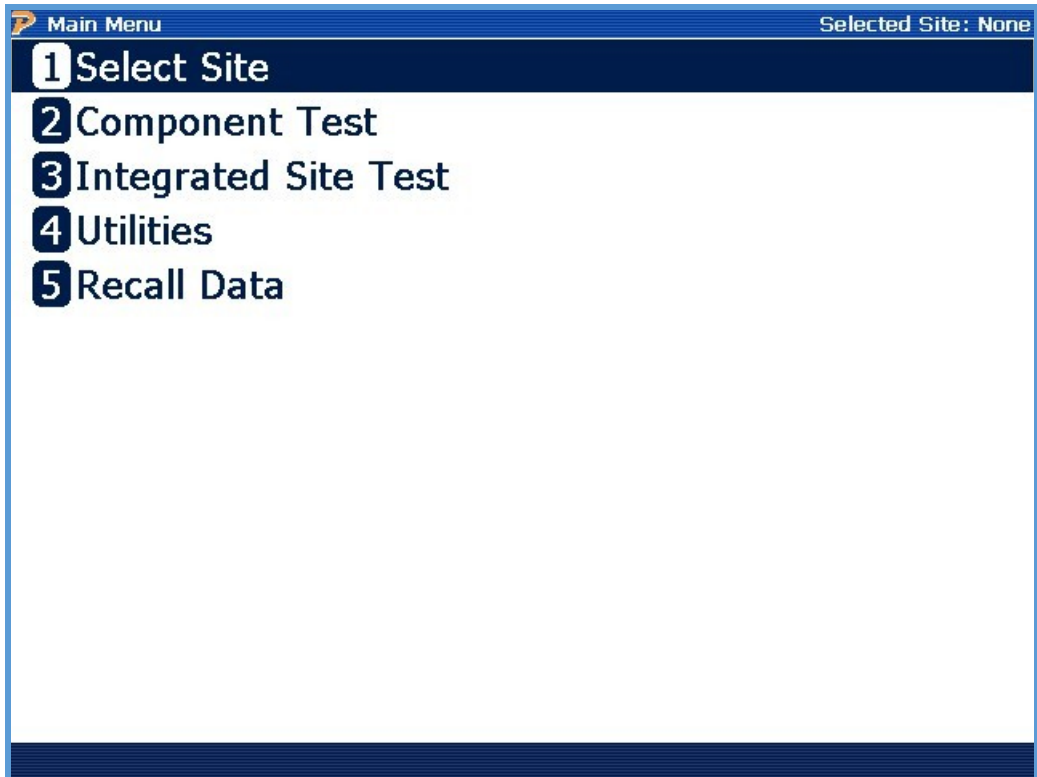 Main Menu Selected Site: None
1 Select Site
2 Component Test
3 Integrated Site Test
4 Utilities
5 Recall Data